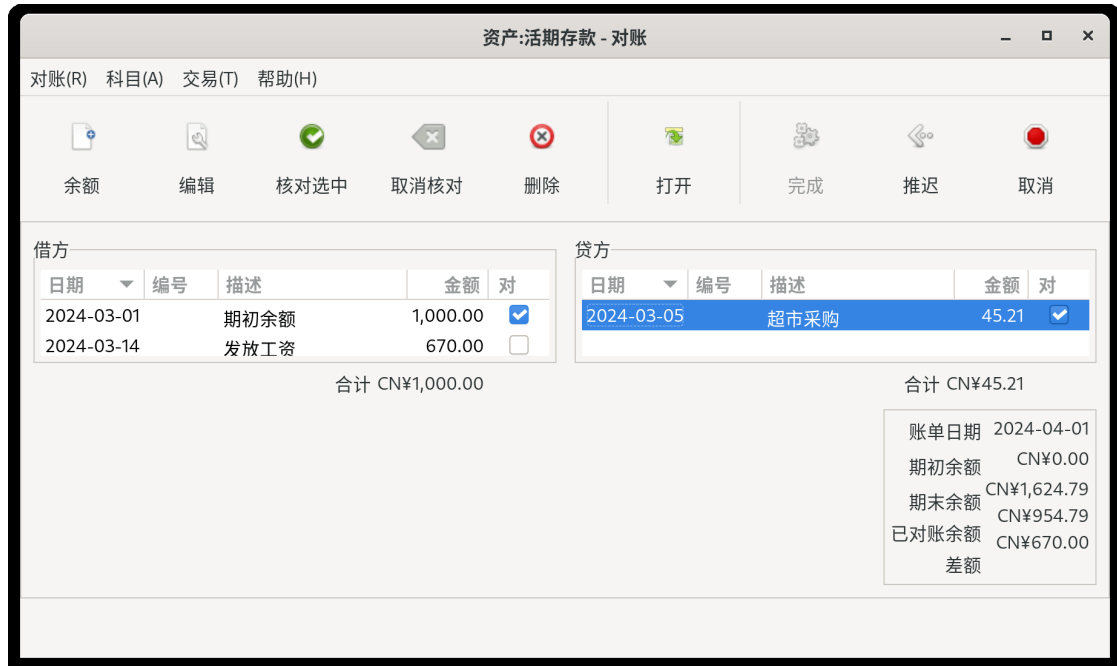 资产:活期存款 - 对账
对账(R) 科目(A) 交易(T) 帮助(H)
余额 编辑 核对选中 取消核对 删除 打开 完成 推迟 取消
借方
日期 编号 描述 金额 对
2024-03-01 期初余额 1,000.00
2024-03-14 发放工资 670.00
合计 CN¥1,000.00
贷方
日期 编号 描述 金额 对
2024-03-05 超市采购 45.21
合计 CN¥45.21
账单日期 2024-04-01
期初余额 CN¥0.00
期末余额 CN¥1,624.79
已对账余额 CN¥954.79
差额 CN¥670.00